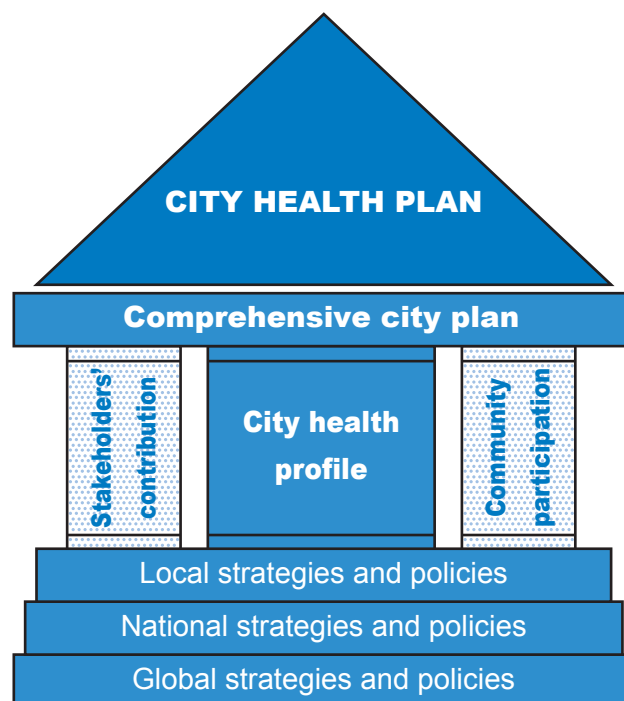 CITY HEALTH PLAN
Comprehensive city plan
Stakeholders'
contribution
City health
profile
Community
participation
Local strategies and policies
National strategies and policies
Global strategies and policies